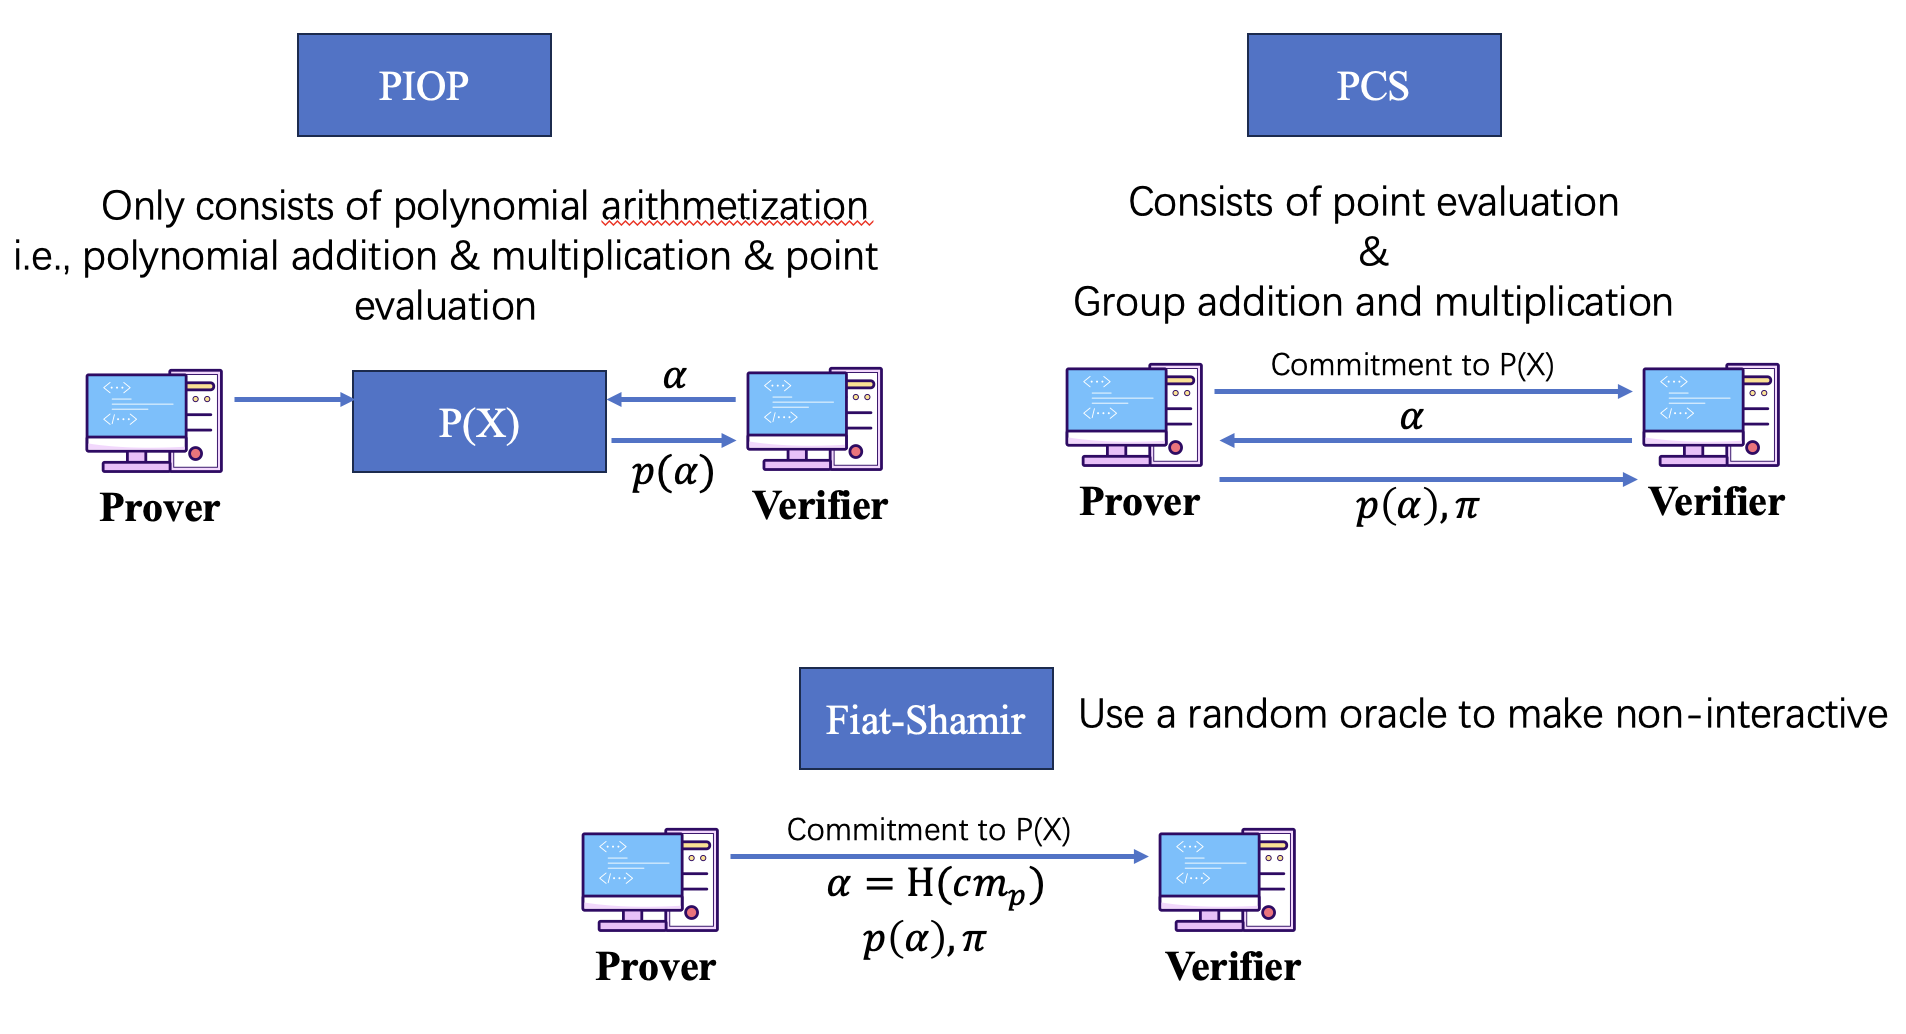 PIOP
Only consists of polynomial arithmetization
i.e., polynomial addition & multiplication & point
evaluation
P(X)
α
p(α)
Prover
Verifier
PCS
Consists of point evaluation
&
Group addition and multiplication
Commitment to P(X)
α
p(α), π
Prover
Verifier
Fiat-Shamir
Use a random oracle to make non-interactive
Commitment to P(X)
α = H(cmₚ)
p(α), π
Prover
Verifier